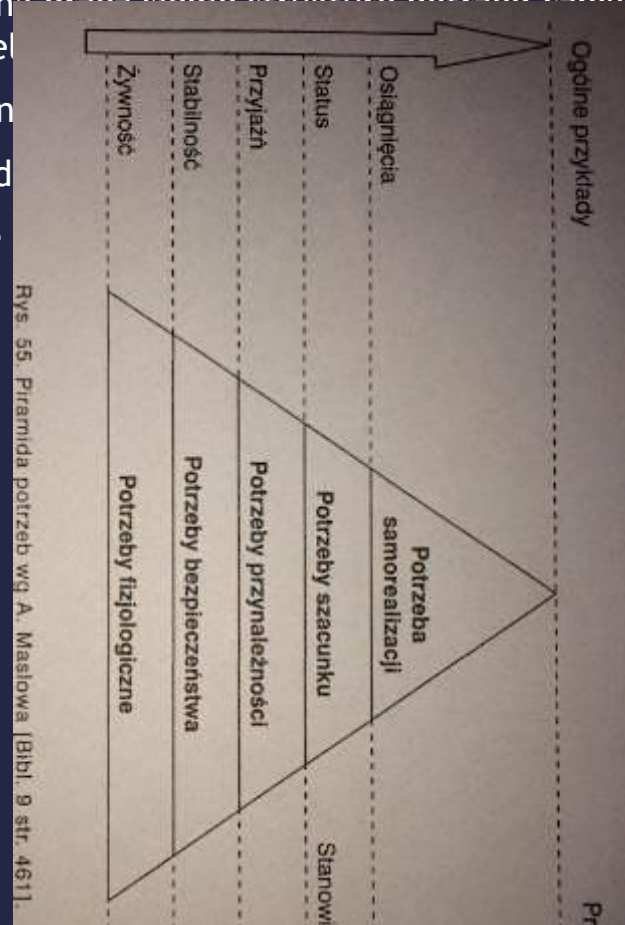 Ogólne przykłady
Osiągnięcia
Status
Przyjaźń
Stabilność
Żywność
Potrzeba
samorealizacji
Potrzeby szacunku
Potrzeby przynależności
Potrzeby bezpieczeństwa
Potrzeby fizjologiczne
Rys. 55. Piramida potrzeb wg A. Maslowa [Bibl. 9 str. 461].